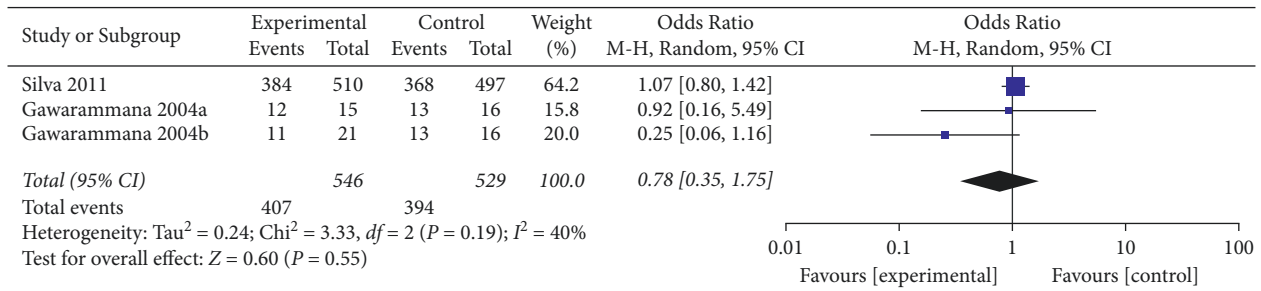 Study or Subgroup Experimental Control Weight Odds Ratio Odds Ratio
Events Total Events Total (%) M-H, Random, 95% CI M-H, Random, 95% CI
Silva 2011 384 510 368 497 64.2 1.07 [0.80, 1.42]
Gawarammana 2004a 12 15 13 16 15.8 0.92 [0.16, 5.49]
Gawarammana 2004b 11 21 13 16 20.0 0.25 [0.06, 1.16]
Total (95% CI) 546 529 100.0 0.78 [0.35, 1.75]
Total events 407 394
Heterogeneity: Tau² = 0.24; Chi² = 3.33, df = 2 (P = 0.19); I² = 40%
Test for overall effect: Z = 0.60 (P = 0.55)
0.01 0.1 1 10 100
Favours [experimental] Favours [control]